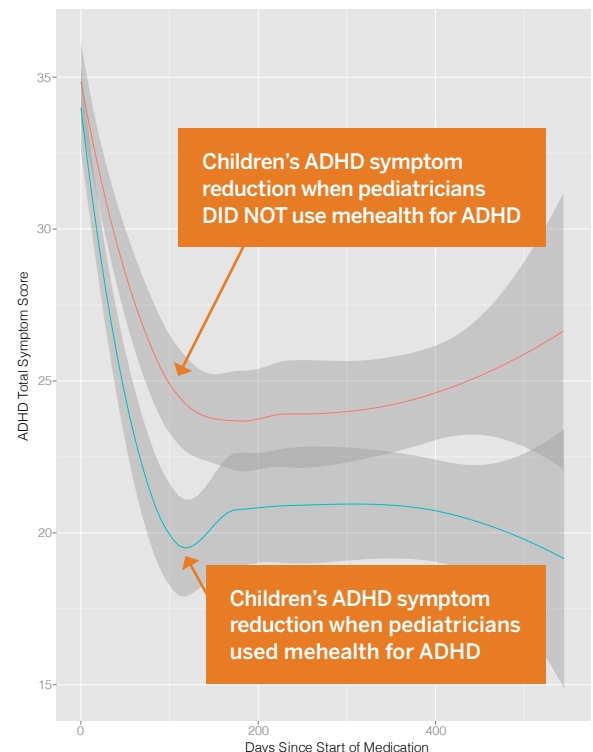 35
Children's ADHD symptom
reduction when pediatricians
DID NOT use mehealth for ADHD
30
ADHD Total Symptom Score
25
20
Children's ADHD symptom
reduction when pediatricians
used mehealth for ADHD
15
0
200
400
Days Since Start of Medication